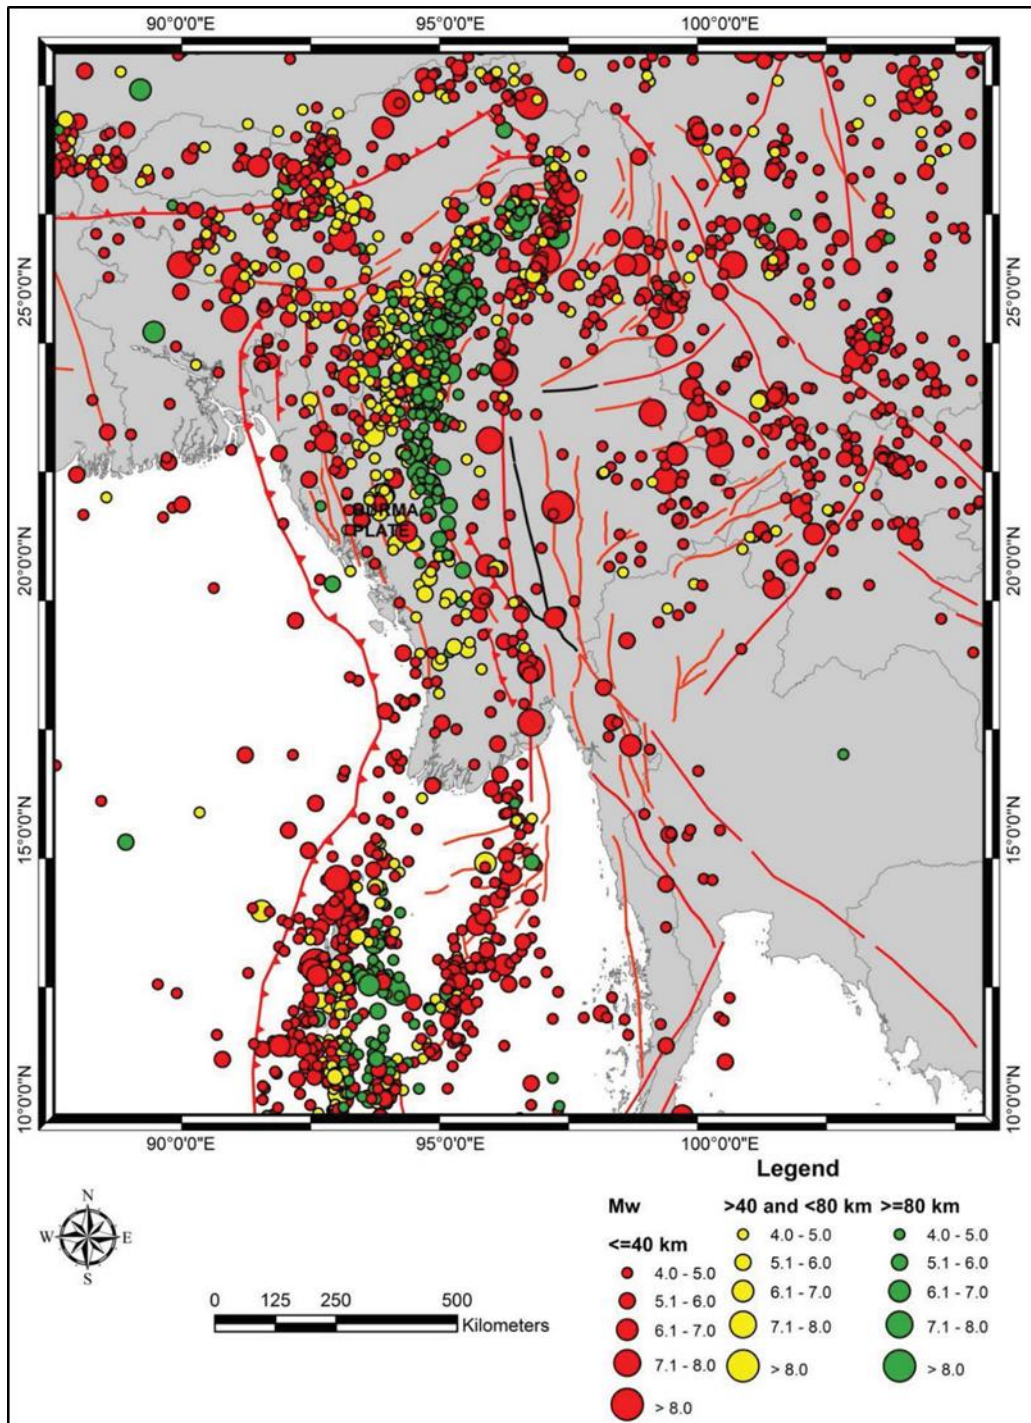 90°0'0"E 95°0'0"E 100°0'0"E
25°0'0"N 25°0'0"N
BURMA
PLATE
20°0'0"N 20°0'0"N
15°0'0"N 15°0'0"N
10°0'0"N 10°0'0"N
90°0'0"E 95°0'0"E 100°0'0"E
Legend
Mw >40 and <80 km >=80 km
<=40 km
4.0 - 5.0 4.0 - 5.0 4.0 - 5.0
5.1 - 6.0 5.1 - 6.0 5.1 - 6.0
6.1 - 7.0 6.1 - 7.0 6.1 - 7.0
7.1 - 8.0 7.1 - 8.0 7.1 - 8.0
> 8.0 > 8.0 > 8.0
N
W E
S
0 125 250 500
Kilometers